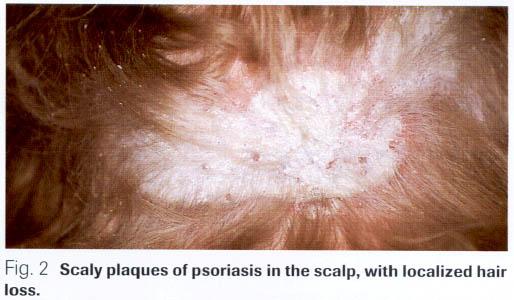 Fig. 2 Scaly plaques of psoriasis in the scalp, with localized hair
loss.